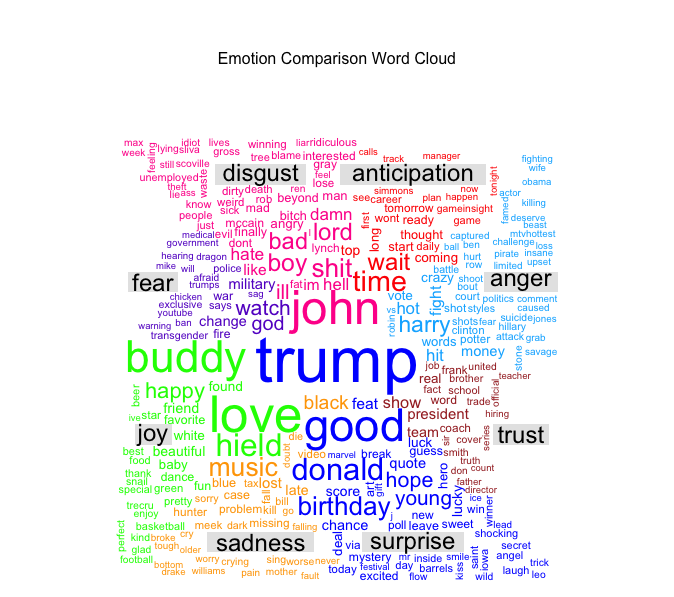 Emotion Comparison Word Cloud
max idiot lives winning liar ridiculous calls
week feeling lying sliva gross tree blame interested track manager
still scoville disgust gray feel anticipation tonight fighting wife
unemployed waste ren lose simmons now obama
theft lie ass dirty death rob beyond man see career plan happen famed actor killing
know weird mad damn first tomorrow gameinsight deserve
people sick mccain bitch lord wont ready game beast
just evil angry long thought captured mtvhottest
medical finally bad l lynch top start daily ball ben challenge loss
government dont hate boy shit wait coming hurt pirate insane
hearing dragon like time row limited upset
mike will police battle
fear afraid military ill fat im hell crazy shoot anger
trumps sag john fight bout
chicken war watch vote court politics comment
exclusive says god hot shot styles caused
youtube change robin vs harry shots fear suicide jones
warning ban fire clinton hillary
transgender words potter attack grab
buddy trump hit money stone savage
job frank united teacher
happy found real brother official
beer love black show fact school
friend feat good word trade hiring
ive star favorite president
joy white die team coach series trust
hield luck sir cover
best beautiful doubt video marvel break guess smith
food baby music donald quote don truth count
thank dance lost art hope hero father
snail fun blue tax gift director
special green late score young lucky ice
pretty sorry case fall bill birthday win winner
trecru hunter problem kill go j new
enjoy poll leave sweet lead
perfect basketball meek dark missing falling chance shocking
kind broke cry deal via secret
glad tough older sadness surprise saint angel
football worry crying sing worse never mystery mr inside smile iowa trick
bottom festival day barrels kiss laugh
drake williams pain mother fault today excited flow wild leo